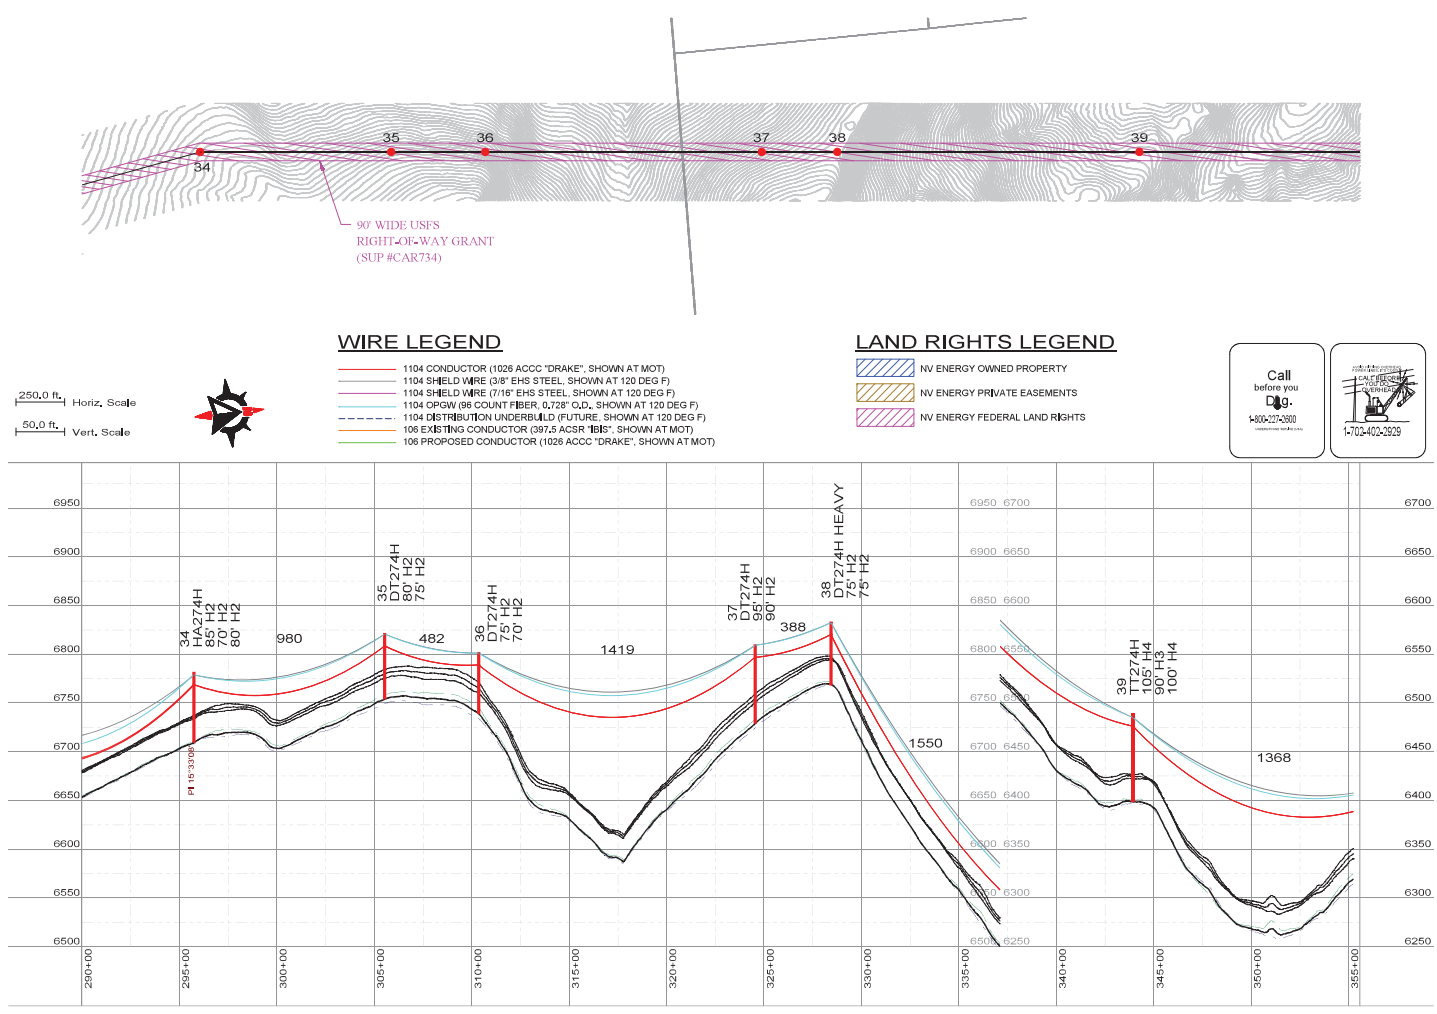 35
36
37
38
39
34
90' WIDE USFS
RIGHT-OF-WAY GRANT
(SUP #CAR734)
WIRE LEGEND
1104 CONDUCTOR (1026 ACCC "DRAKE", SHOWN AT MOT)
1104 SHIELD WIRE (3/8" EHS STEEL, SHOWN AT 120 DEG F)
1104 SHIELD WIRE (7/16" EHS STEEL, SHOWN AT 120 DEG F)
1104 OPGW (96 COUNT FIBER, 0.728" O.D., SHOWN AT 120 DEG F)
1104 DISTRIBUTION UNDERBUILD (FUTURE, SHOWN AT 120 DEG F)
106 EXISTING CONDUCTOR (397.5 ACSR "IBIS", SHOWN AT MOT)
106 PROPOSED CONDUCTOR (1026 ACCC "DRAKE", SHOWN AT MOT)
LAND RIGHTS LEGEND
NV ENERGY OWNED PROPERTY
NV ENERGY PRIVATE EASEMENTS
NV ENERGY FEDERAL LAND RIGHTS
250.0 ft. Horiz. Scale
50.0 ft. Vert. Scale
Call
before you
Dig.
1-800-227-2600
CALL BEFORE
YOU DO
OVERHEAD
1-702-402-2929
6950
6900
6850
6800
6750
6700
6650
6600
6550
6500
34
HA274H
85' H2
70' H2
80' H2
PI 15°33'08"
980
35
DT274H
80' H2
75' H2
482
36
DT274H
75' H2
70' H2
1419
37
DT274H
95' H2
90' H2
388
38
DT274H HEAVY
75' H2
75' H2
1550
6950 6700
6900 6650
6850 6600
6800 6550
6750 6500
6700 6450
6650 6400
6600 6350
6550 6300
6500 6250
39
TT274H
105' H4
90' H3
100' H4
1368
6700
6650
6600
6550
6500
6450
6400
6350
6300
6250
290+00
295+00
300+00
305+00
310+00
315+00
320+00
325+00
330+00
335+00
340+00
345+00
350+00
355+00